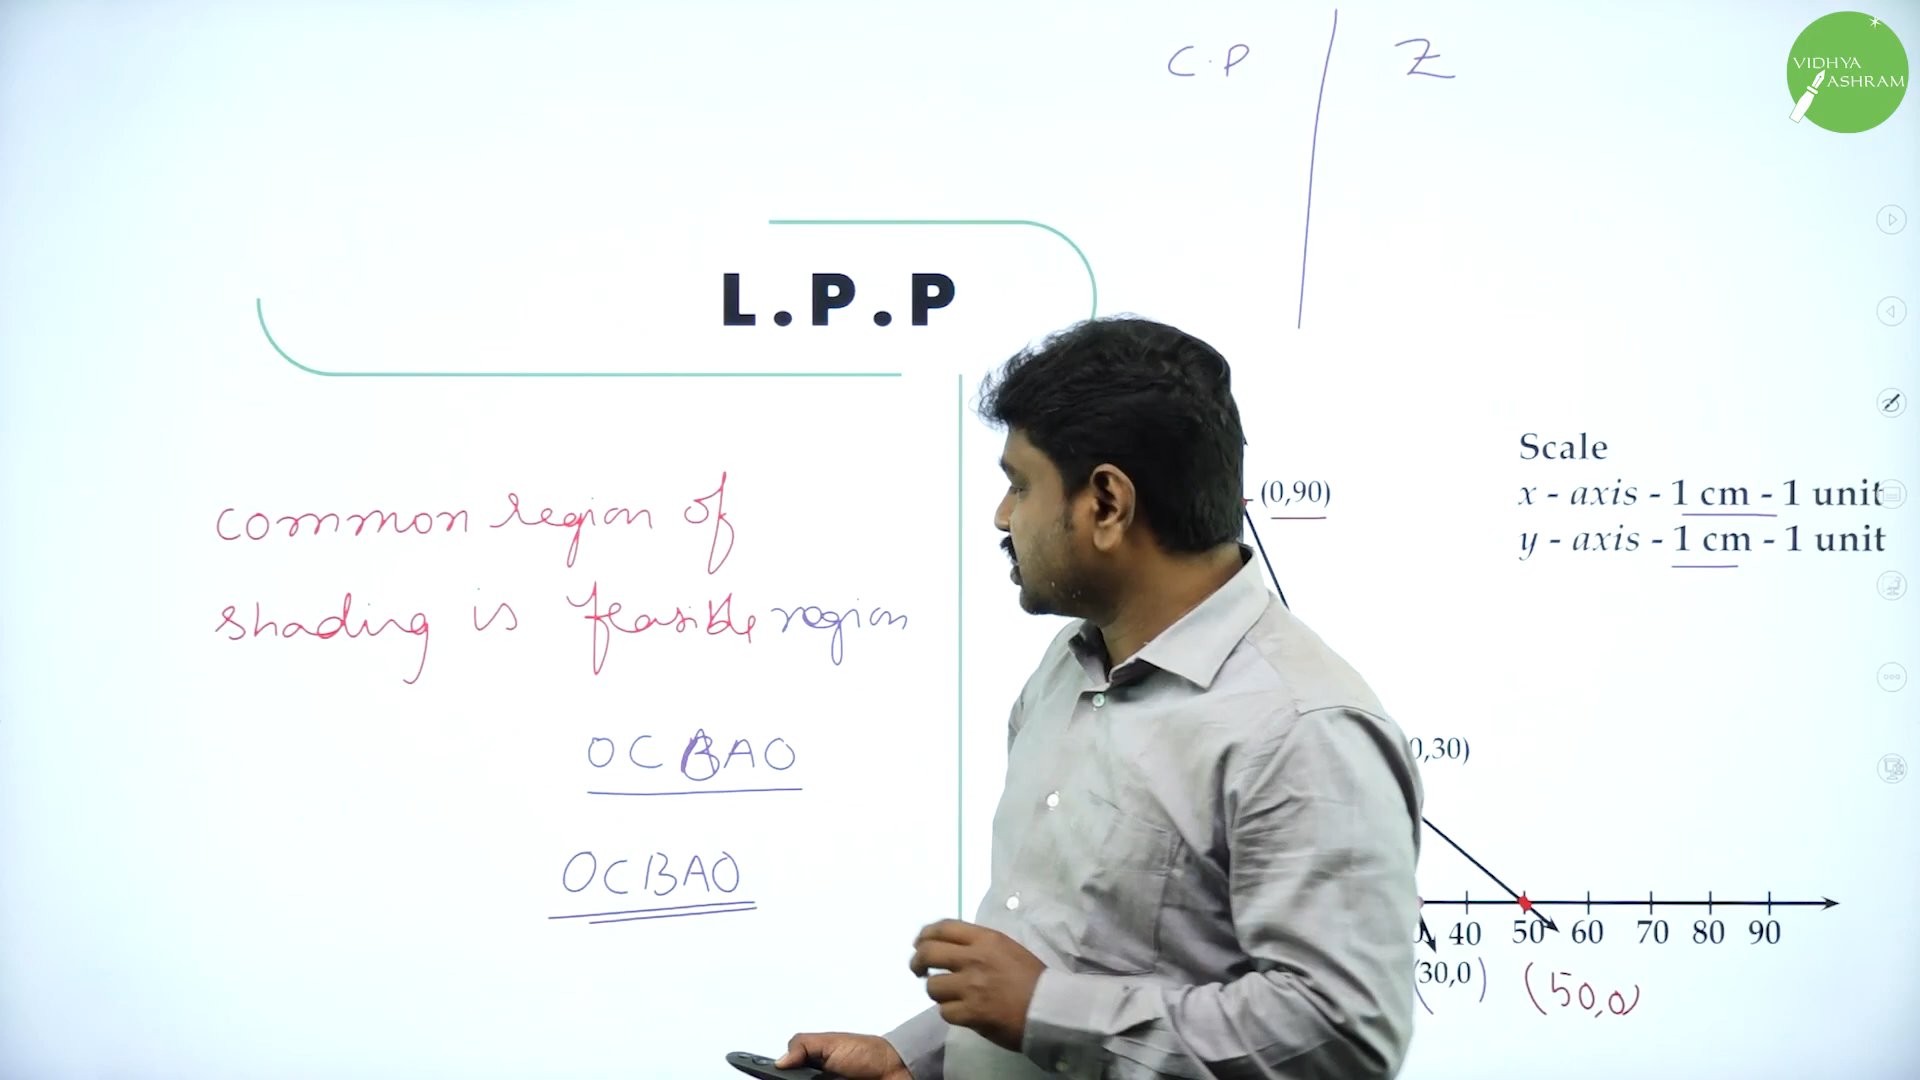 C.P Z
VIDHYA
ASHRAM
L.P.P
common region of
shading is feasible region
OCBAO
OCBAO
(0,90)
Scale
x - axis - 1 cm - 1 unit
y - axis - 1 cm - 1 unit
0,30)
40 50 60 70 80 90
(30,0) (50,0)